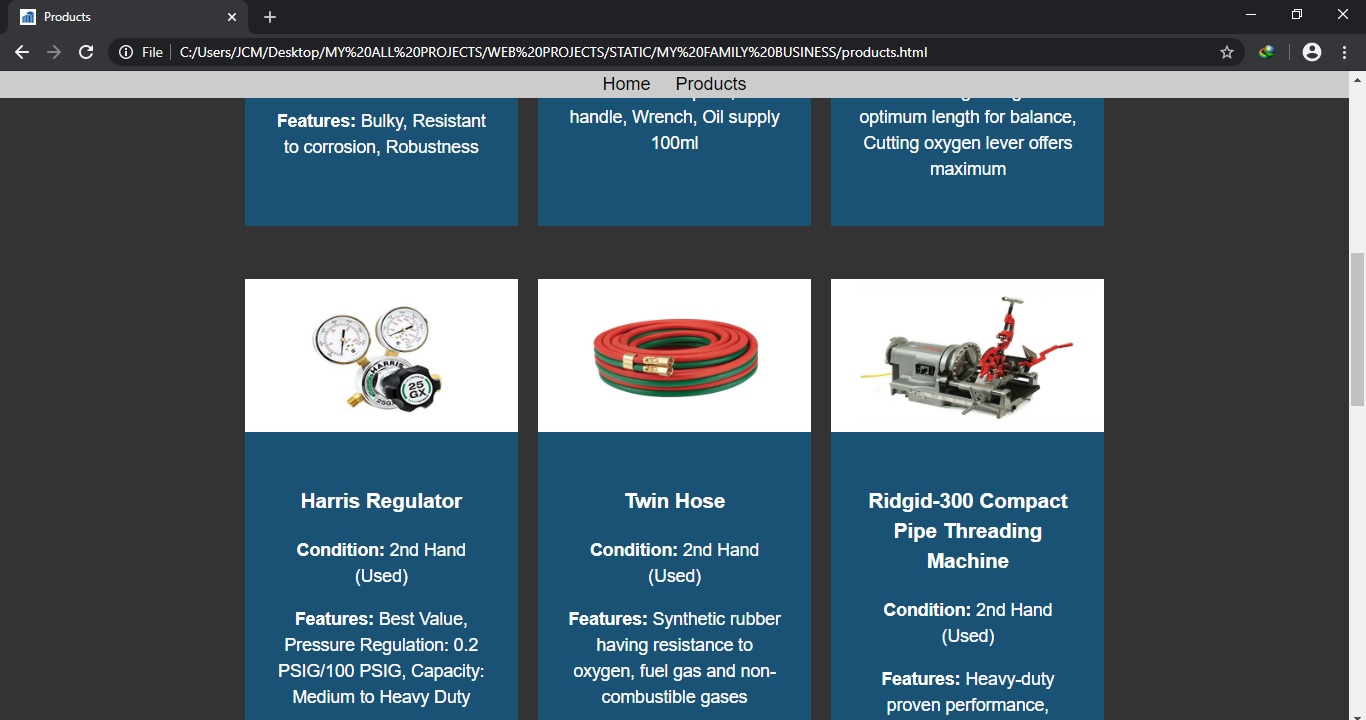 Products
File
C:/Users/JCM/Desktop/MY%20ALL%20PROJECTS/WEB%20PROJECTS/STATIC/MY%20FAMILY%20BUSINESS/products.html
Home Products
Features: Bulky, Resistant
to corrosion, Robustness
handle, Wrench, Oil supply
100ml
optimum length for balance,
Cutting oxygen lever offers
maximum
HARRIS
25
GX
25GX
Harris Regulator
Condition: 2nd Hand
(Used)
Features: Best Value,
Pressure Regulation: 0.2
PSIG/100 PSIG, Capacity:
Medium to Heavy Duty
Twin Hose
Condition: 2nd Hand
(Used)
Features: Synthetic rubber
having resistance to
oxygen, fuel gas and non-
combustible gases
Ridgid-300 Compact
Pipe Threading
Machine
Condition: 2nd Hand
(Used)
Features: Heavy-duty
proven performance,